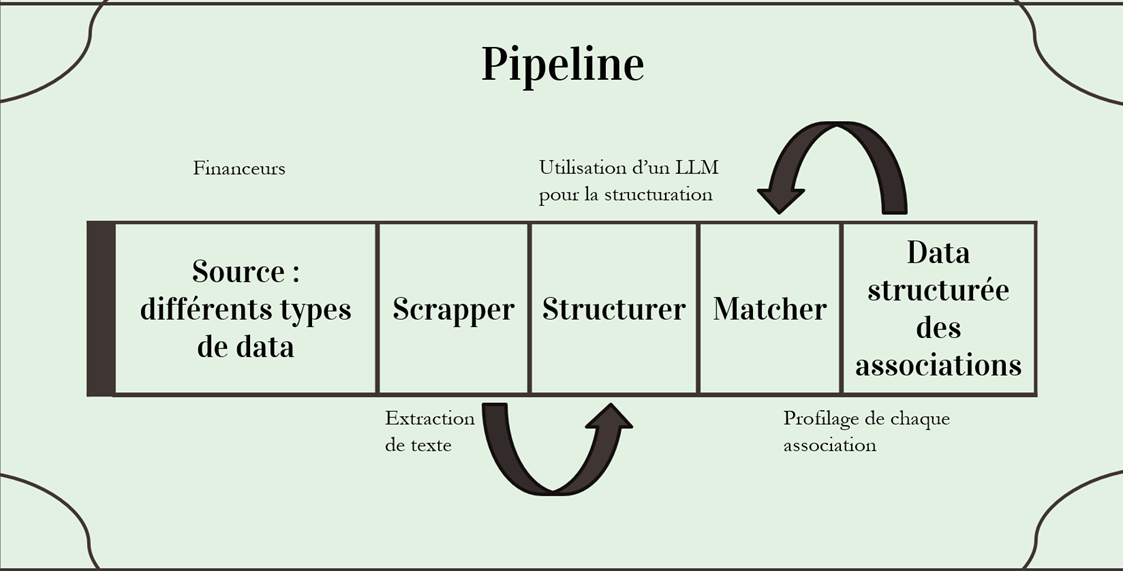 Pipeline
Financeurs
Utilisation d’un LLM
pour la structuration
Source :
différents types
de data
Scrapper
Structurer
Matcher
Data
structurée
des
associations
Extraction
de texte
Profilage de chaque
association